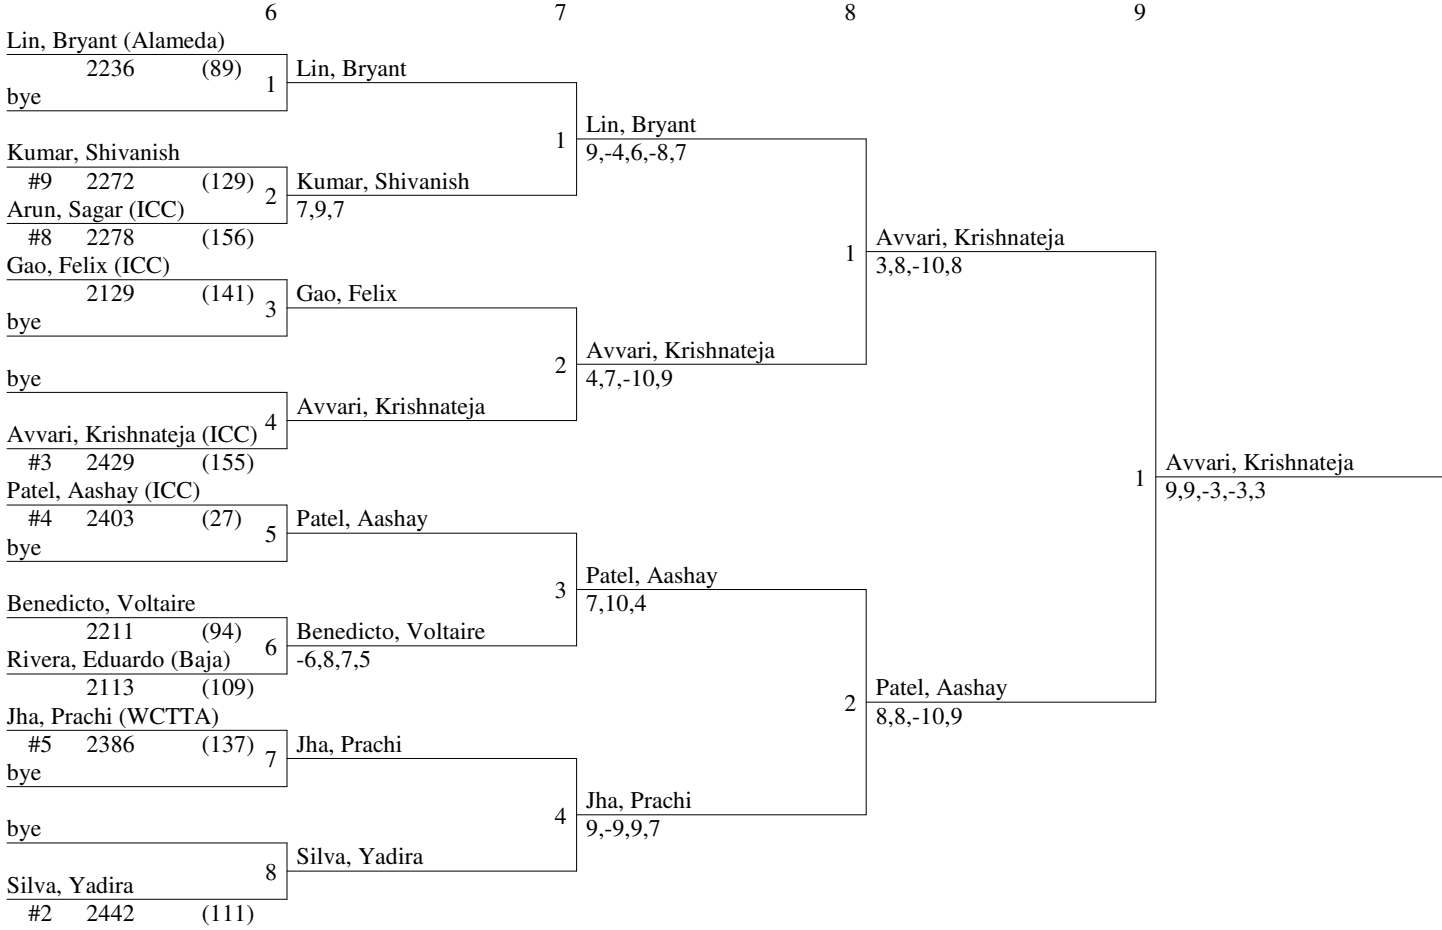 6 7 8 9
Lin, Bryant (Alameda)
2236 (89) 1 Lin, Bryant
bye
1 Lin, Bryant
9,-4,6,-8,7
Kumar, Shivanish
#9 2272 (129) 2 Kumar, Shivanish
Arun, Sagar (ICC) 7,9,7
#8 2278 (156)
1 Avvari, Krishnateja
3,8,-10,8
Gao, Felix (ICC)
2129 (141) 3 Gao, Felix
bye
2 Avvari, Krishnateja
4,7,-10,9
bye
4 Avvari, Krishnateja
Avvari, Krishnateja (ICC)
#3 2429 (155)
1 Avvari, Krishnateja
9,9,-3,-3,3
Patel, Aashay (ICC)
#4 2403 (27) 5 Patel, Aashay
bye
3 Patel, Aashay
7,10,4
Benedicto, Voltaire
2211 (94) 6 Benedicto, Voltaire
Rivera, Eduardo (Baja) -6,8,7,5
2113 (109)
2 Patel, Aashay
8,8,-10,9
Jha, Prachi (WCTTA)
#5 2386 (137) 7 Jha, Prachi
bye
4 Jha, Prachi
9,-9,9,7
bye
8 Silva, Yadira
Silva, Yadira
#2 2442 (111)